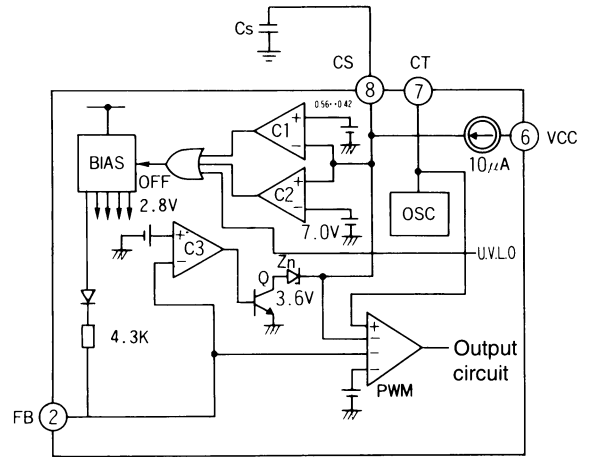 Cs
CS
CT
8
7
0.56··0.42
C1
+
−
6
VCC
10μA
BIAS
OFF
C2
+
−
OSC
2.8V
7.0V
+
−
C3
U.V.L.O
Q
Zn
3.6V
4.3K
+
−
−
−
Output
circuit
PWM
FB
2